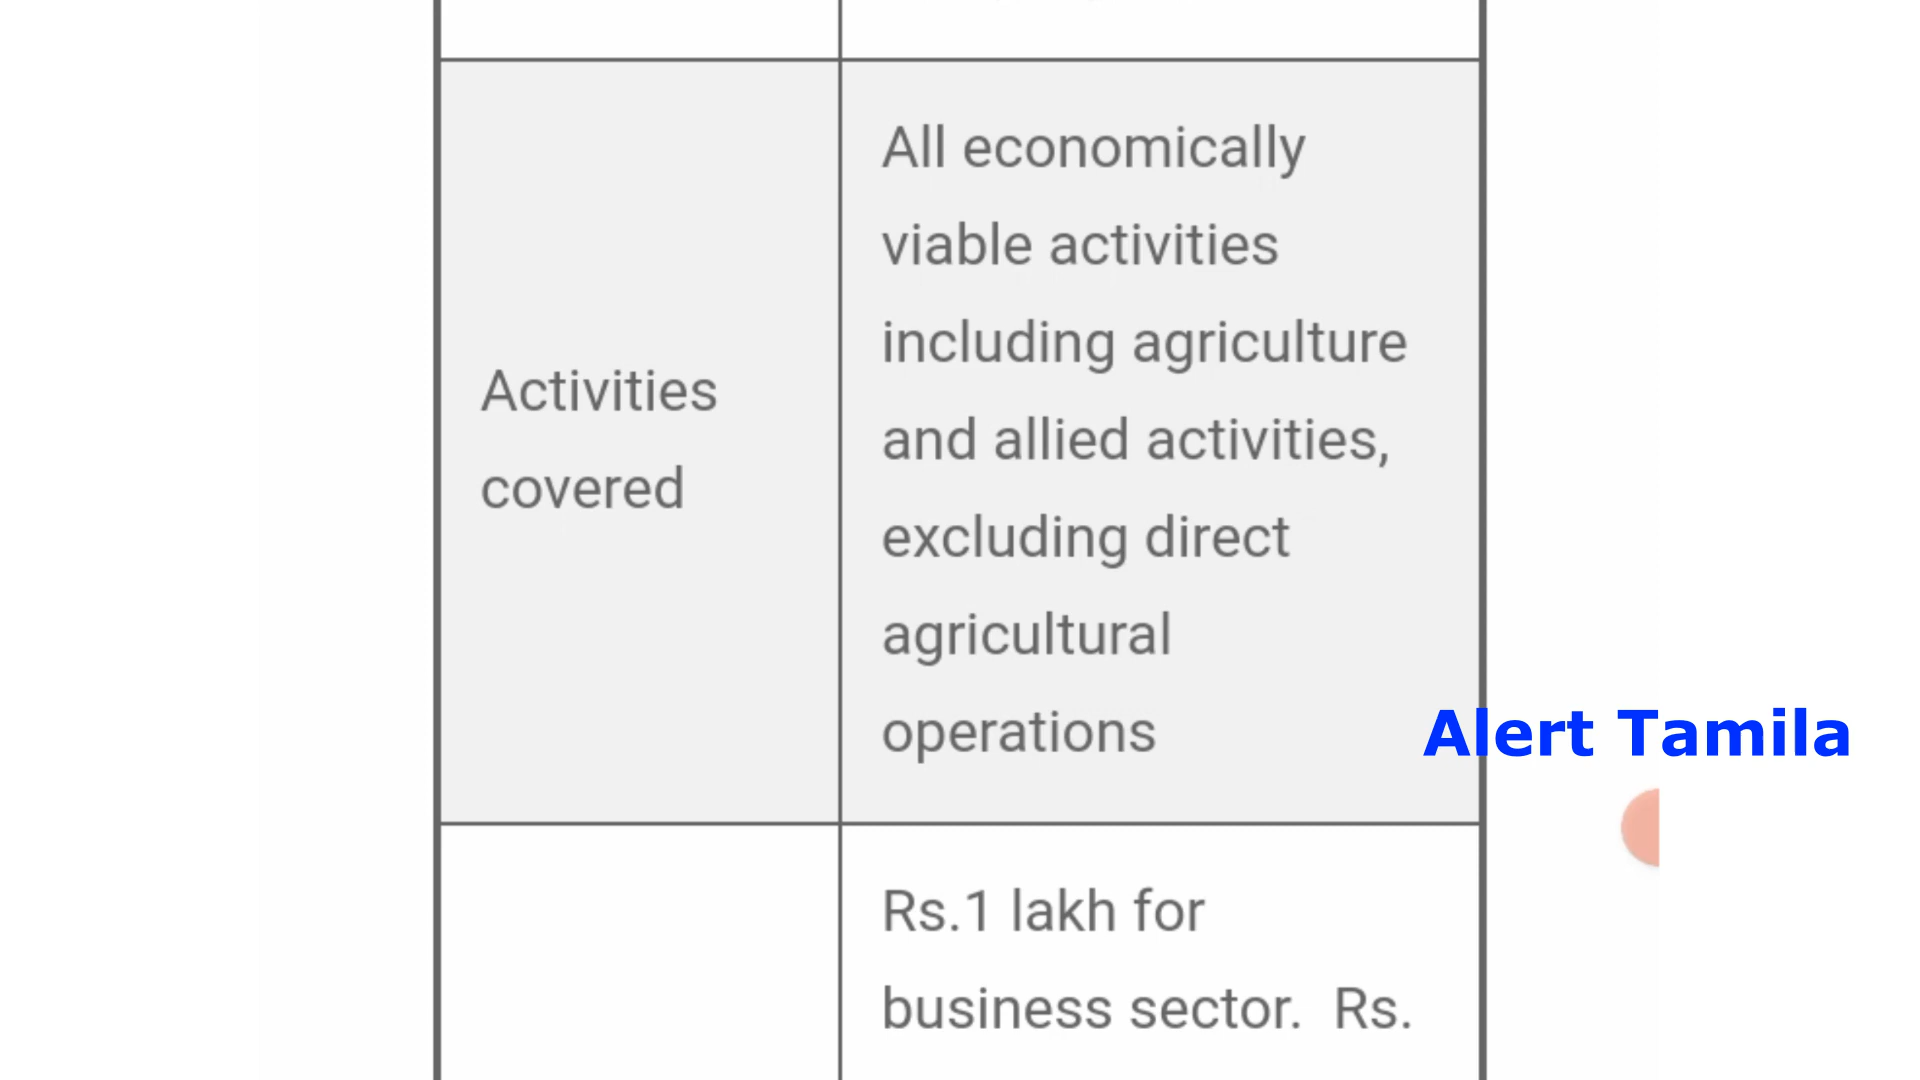 Activities
covered
All economically
viable activities
including agriculture
and allied activities,
excluding direct
agricultural
operations
Alert Tamila
Rs.1 lakh for
business sector.  Rs.